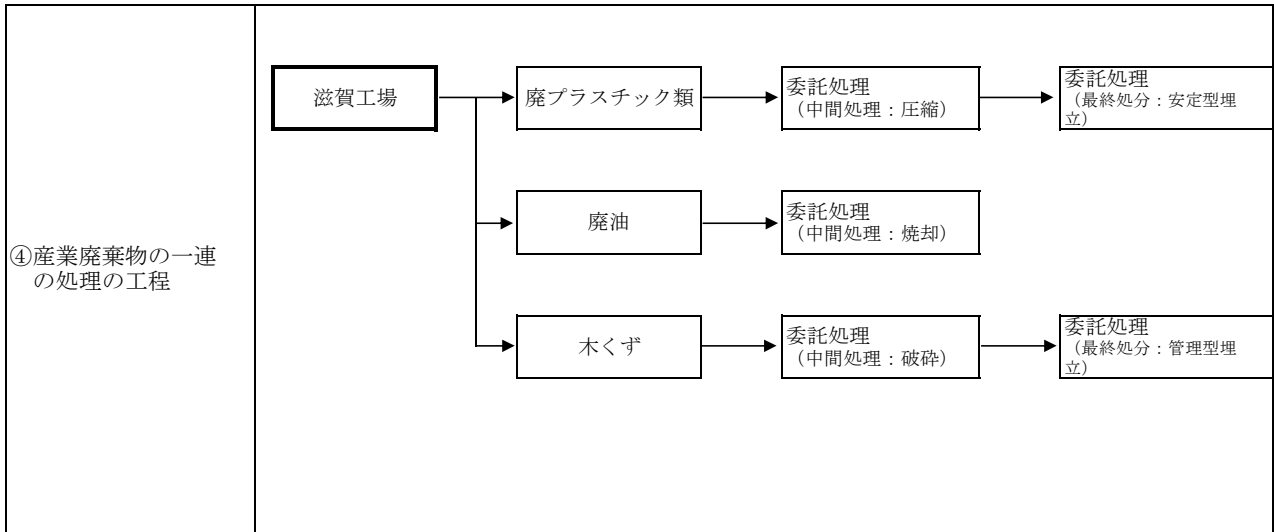 ④産業廃棄物の一連
の処理の工程
滋賀工場
廃プラスチック類
委託処理
（中間処理：圧縮）
委託処理
（最終処分：安定型埋
立）
廃油
委託処理
（中間処理：焼却）
木くず
委託処理
（中間処理：破砕）
委託処理
（最終処分：管理型埋
立）